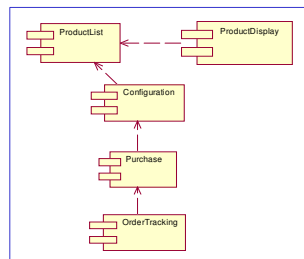 ProductList
ProductDisplay
Configuration
Purchase
OrderTracking